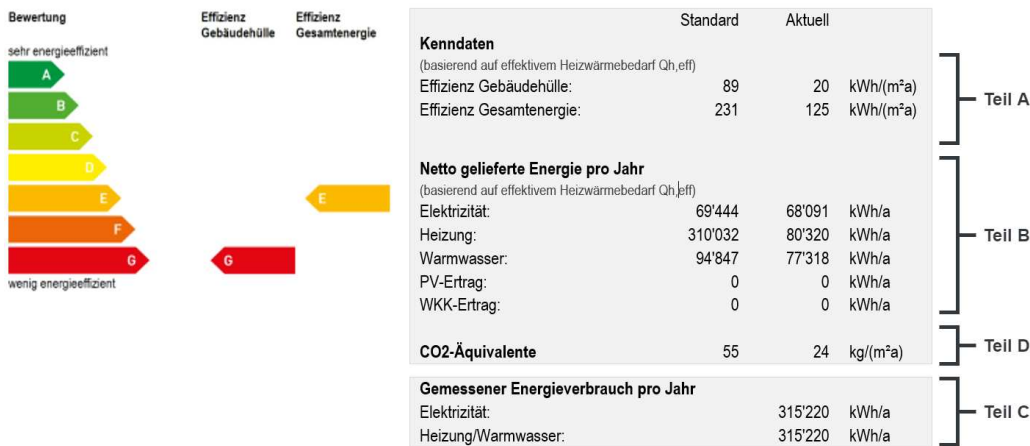 Bewertung
Effizienz Gebäudehülle
Effizienz Gesamtenergie
sehr energieeffizient
A
B
C
D
E
F
G
wenig energieeffizient
E
G
Standard Aktuell
Kenndaten
(basierend auf effektivem Heizwärmebedarf Qh,eff)
Effizienz Gebäudehülle: 89 20 kWh/(m²a)
Effizienz Gesamtenergie: 231 125 kWh/(m²a)
Teil A
Netto gelieferte Energie pro Jahr
(basierend auf effektivem Heizwärmebedarf Qh,eff)
Elektrizität: 69'444 68'091 kWh/a
Heizung: 310'032 80'320 kWh/a
Warmwasser: 94'847 77'318 kWh/a
PV-Ertrag: 0 0 kWh/a
WKK-Ertrag: 0 0 kWh/a
Teil B
CO2-Äquivalente 55 24 kg/(m²a)
Teil D
Gemessener Energieverbrauch pro Jahr
Elektrizität: 315'220 kWh/a
Heizung/Warmwasser: 315'220 kWh/a
Teil C